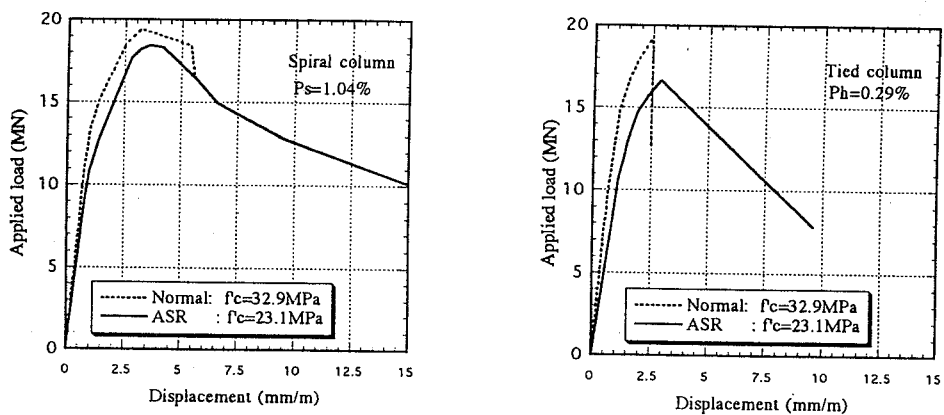 20
15
10
5
0
Applied load (MN)
Spiral column
Ps=1.04%
Normal: f'c=32.9MPa
ASR : f'c=23.1MPa
0 2.5 5 7.5 10 12.5 15
Displacement (mm/m)
20
15
10
5
0
Applied load (MN)
Tied column
Ph=0.29%
Normal: f'c=32.9MPa
ASR : f'c=23.1MPa
0 2.5 5 7.5 10 12.5 15
Displacement (mm/m)